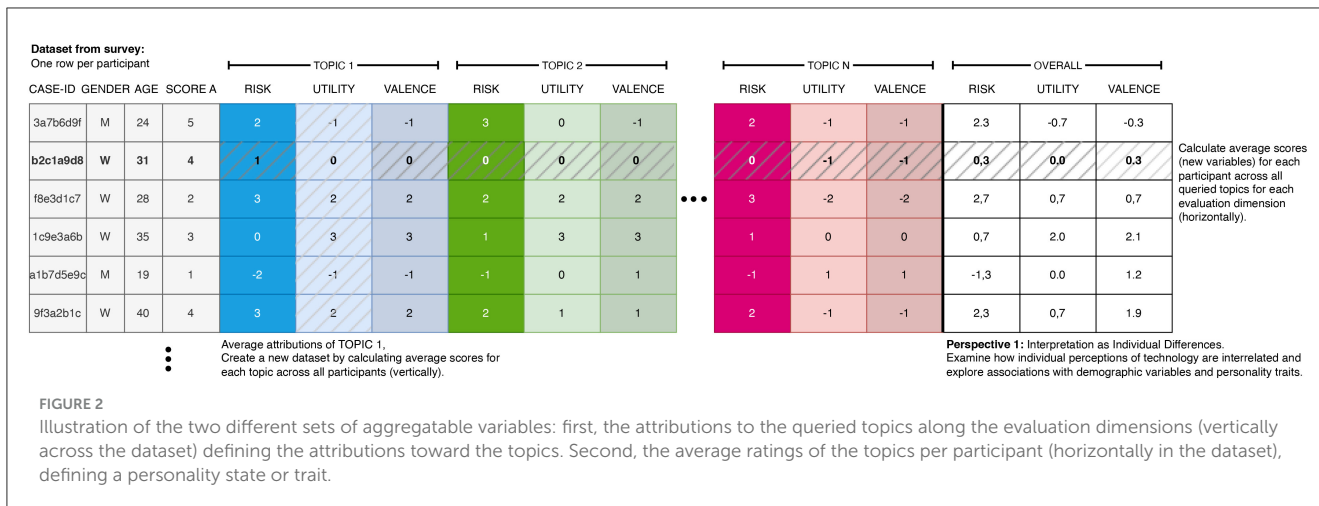 Dataset from survey:
One row per participant
TOPIC 1 TOPIC 2 TOPIC N OVERALL
CASE-ID GENDER AGE SCORE A RISK UTILITY VALENCE RISK UTILITY VALENCE RISK UTILITY VALENCE RISK UTILITY VALENCE
3a7b6d9f M 24 5 2 -1 -1 3 0 -1 2 -1 -1 2.3 -0.7 -0.3
b2c1a9d8 W 31 4 1 0 0 0 0 0 0 -1 -1 0,3 0.0 0.3
f8e3d1c7 W 28 2 3 2 2 2 2 2 3 -2 -2 2,7 0,7 0,7
1c9e3a6b W 35 3 0 3 3 1 3 3 1 0 0 0,7 2.0 2.1
a1b7d5e9c M 19 1 -2 -1 -1 -1 0 1 -1 1 1 -1,3 0.0 1.2
9f3a2b1c W 40 4 3 2 2 2 1 1 2 -1 -1 2,3 0,7 1.9
Calculate average scores
(new variables) for each
participant across all
queried topics for each
evaluation dimension
(horizontally).
Average attributions of TOPIC 1,
Create a new dataset by calculating average scores for
each topic across all participants (vertically).
Perspective 1: Interpretation as Individual Differences.
Examine how individual perceptions of technology are interrelated and
explore associations with demographic variables and personality traits.
FIGURE 2
Illustration of the two different sets of aggregatable variables: first, the attributions to the queried topics along the evaluation dimensions (vertically
across the dataset) defining the attributions toward the topics. Second, the average ratings of the topics per participant (horizontally in the dataset),
defining a personality state or trait.